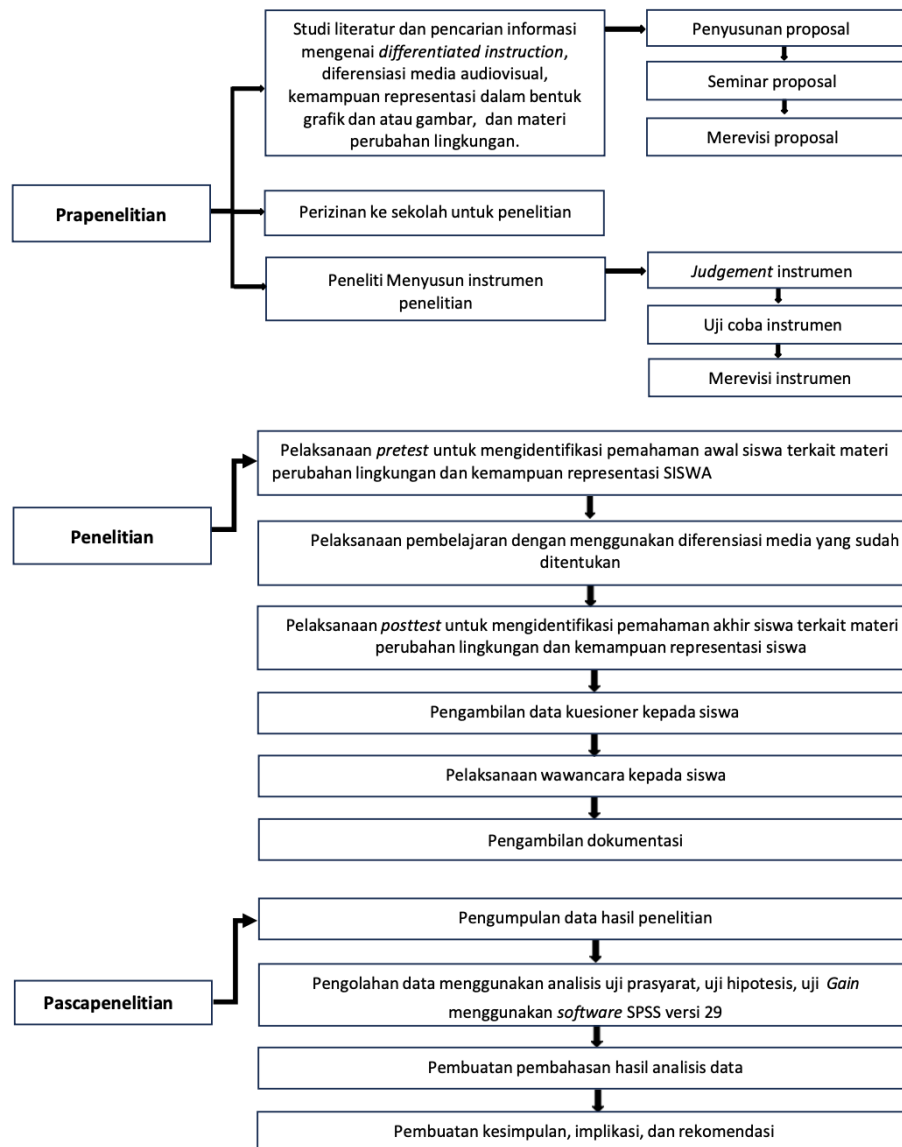 Studi literatur dan pencarian informasi
mengenai differentiated instruction,
diferensiasi media audiovisual,
kemampuan representasi dalam bentuk
grafik dan atau gambar, dan materi
perubahan lingkungan.
Penyusunan proposal
Seminar proposal
Merevisi proposal
Prapenelitian
Perizinan ke sekolah untuk penelitian
Peneliti Menyusun instrumen
penelitian
Judgement instrumen
Uji coba instrumen
Merevisi instrumen
Penelitian
Pelaksanaan pretest untuk mengidentifikasi pemahaman awal siswa terkait materi
perubahan lingkungan dan kemampuan representasi SISWA
Pelaksanaan pembelajaran dengan menggunakan diferensiasi media yang sudah
ditentukan
Pelaksanaan posttest untuk mengidentifikasi pemahaman akhir siswa terkait materi
perubahan lingkungan dan kemampuan representasi siswa
Pengambilan data kuesioner kepada siswa
Pelaksanaan wawancara kepada siswa
Pengambilan dokumentasi
Pascapenelitian
Pengumpulan data hasil penelitian
Pengolahan data menggunakan analisis uji prasyarat, uji hipotesis, uji Gain
menggunakan software SPSS versi 29
Pembuatan pembahasan hasil analisis data
Pembuatan kesimpulan, implikasi, dan rekomendasi